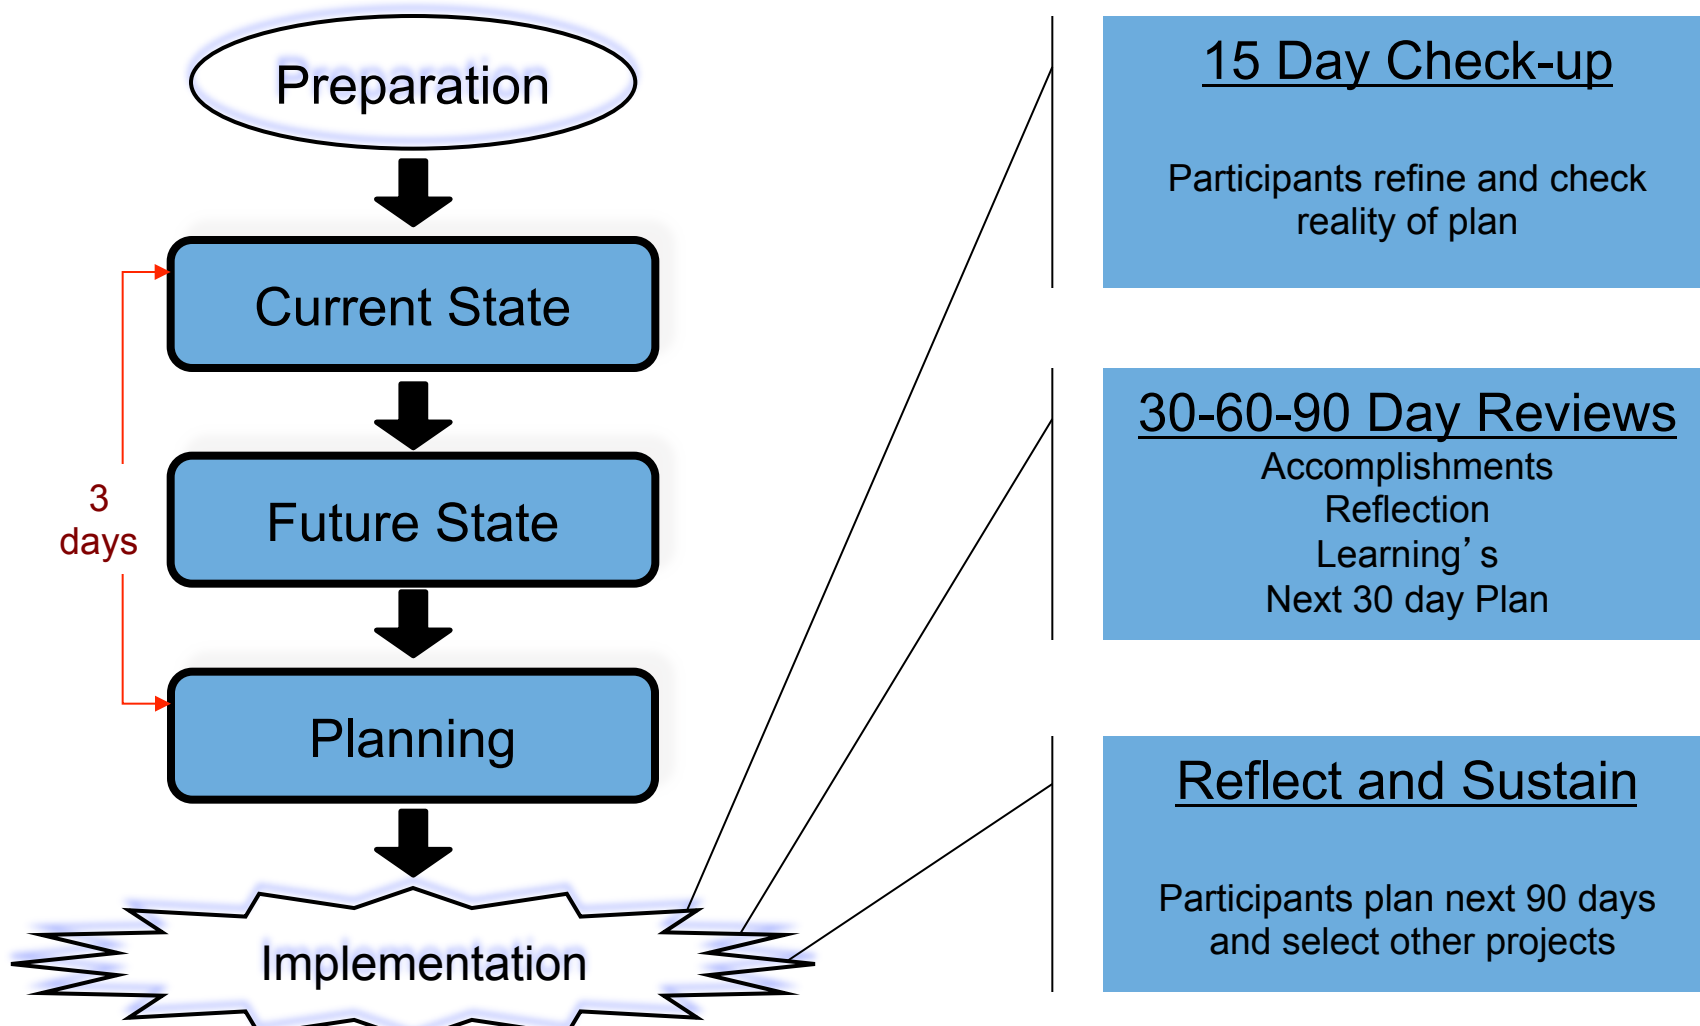 Preparation
Current State
Future State
3
days
Planning
Implementation
15 Day Check-up
Participants refine and check
reality of plan
30-60-90 Day Reviews
Accomplishments
Reflection
Learning’s
Next 30 day Plan
Reflect and Sustain
Participants plan next 90 days
and select other projects